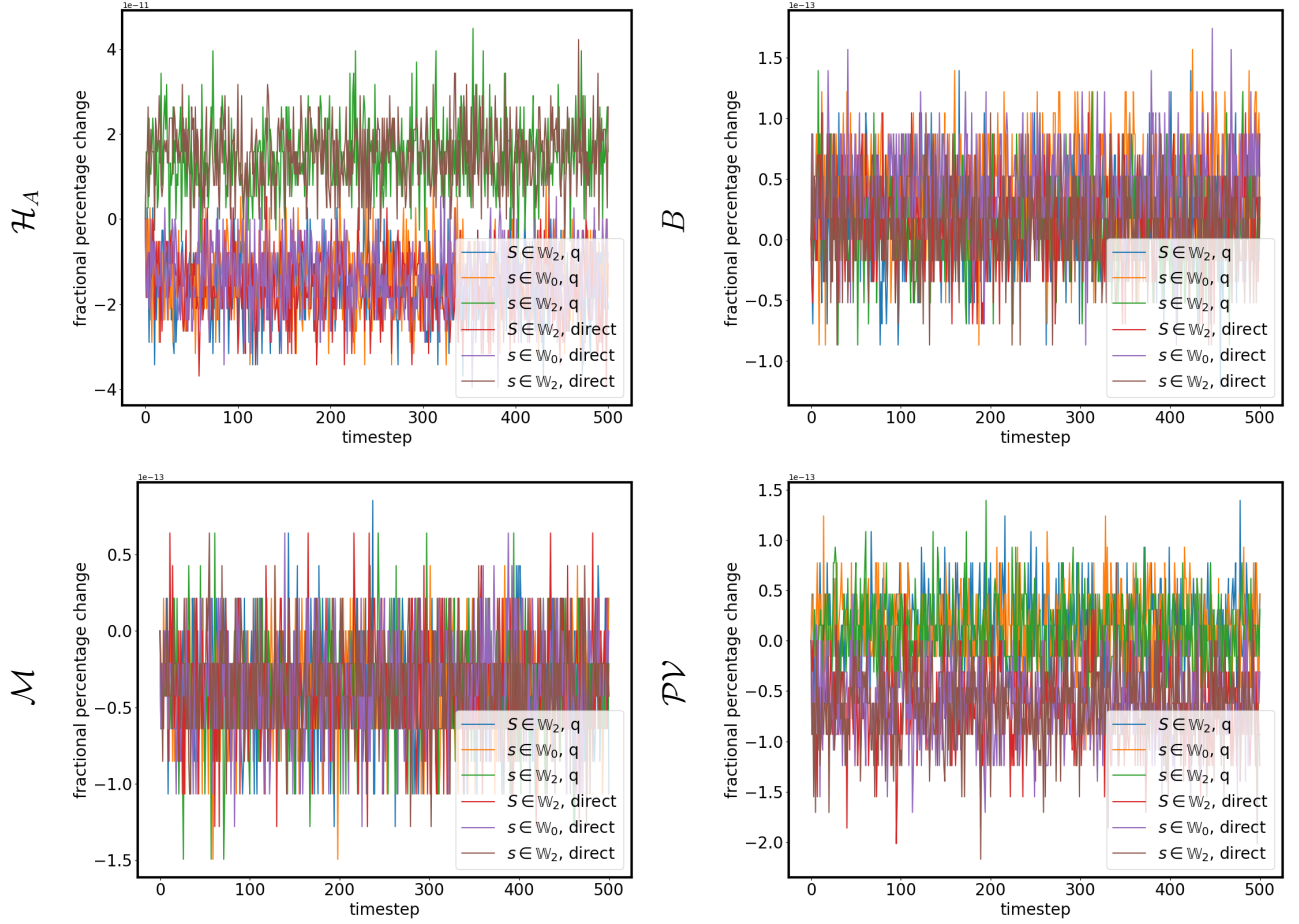 1e−11
4
2
0
−2
−4
fractional percentage change
$\mathcal{H}_A$
0 100 200 300 400 500
timestep
S ∈ 𝕎₂, q
s ∈ 𝕎₀, q
s ∈ 𝕎₂, q
S ∈ 𝕎₂, direct
s ∈ 𝕎₀, direct
s ∈ 𝕎₂, direct
1e−13
1.5
1.0
0.5
0.0
−0.5
−1.0
fractional percentage change
B
0 100 200 300 400 500
timestep
S ∈ 𝕎₂, q
s ∈ 𝕎₀, q
s ∈ 𝕎₂, q
S ∈ 𝕎₂, direct
s ∈ 𝕎₀, direct
s ∈ 𝕎₂, direct
1e−13
0.5
0.0
−0.5
−1.0
−1.5
fractional percentage change
ℳ
0 100 200 300 400 500
timestep
S ∈ 𝕎₂, q
s ∈ 𝕎₀, q
s ∈ 𝕎₂, q
S ∈ 𝕎₂, direct
s ∈ 𝕎₀, direct
s ∈ 𝕎₂, direct
1e−13
1.5
1.0
0.5
0.0
−0.5
−1.0
−1.5
−2.0
fractional percentage change
𝒫𝒱
0 100 200 300 400 500
timestep
S ∈ 𝕎₂, q
s ∈ 𝕎₀, q
s ∈ 𝕎₂, q
S ∈ 𝕎₂, direct
s ∈ 𝕎₀, direct
s ∈ 𝕎₂, direct